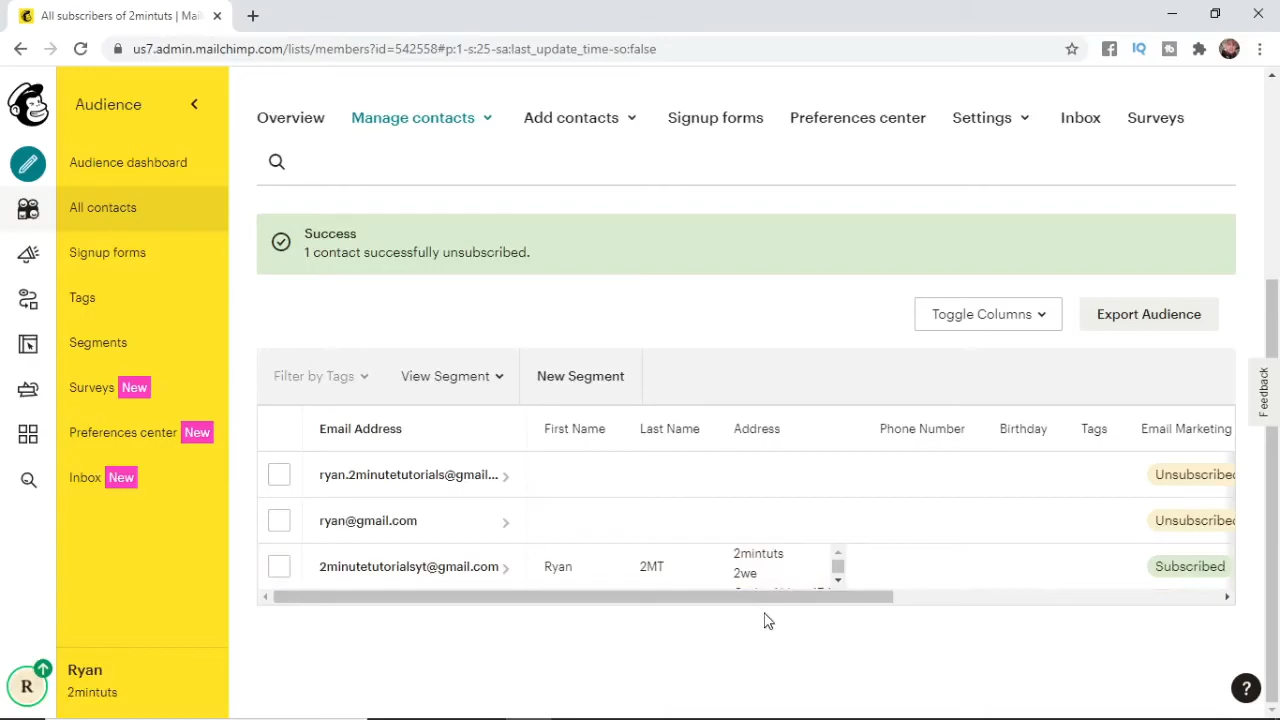 All subscribers of 2mintuts | Mail
us7.admin.mailchimp.com/lists/members?id=542558#p:1-s:25-sa:last_update_time-so:false
IQ
Audience
Overview
Manage contacts
Add contacts
Signup forms
Preferences center
Settings
Inbox
Surveys
Audience dashboard
All contacts
Signup forms
Tags
Segments
Surveys New
Preferences center New
Inbox New
Success
1 contact successfully unsubscribed.
Toggle Columns
Export Audience
Filter by Tags
View Segment
New Segment
Email Address
First Name
Last Name
Address
Phone Number
Birthday
Tags
Email Marketing
ryan.2minutetutorials@gmail...
Unsubscribed
ryan@gmail.com
Unsubscribed
2minutetutorialsyt@gmail.com
Ryan
2MT
2mintuts
2we
Subscribed
Feedback
R
Ryan
2mintuts
?